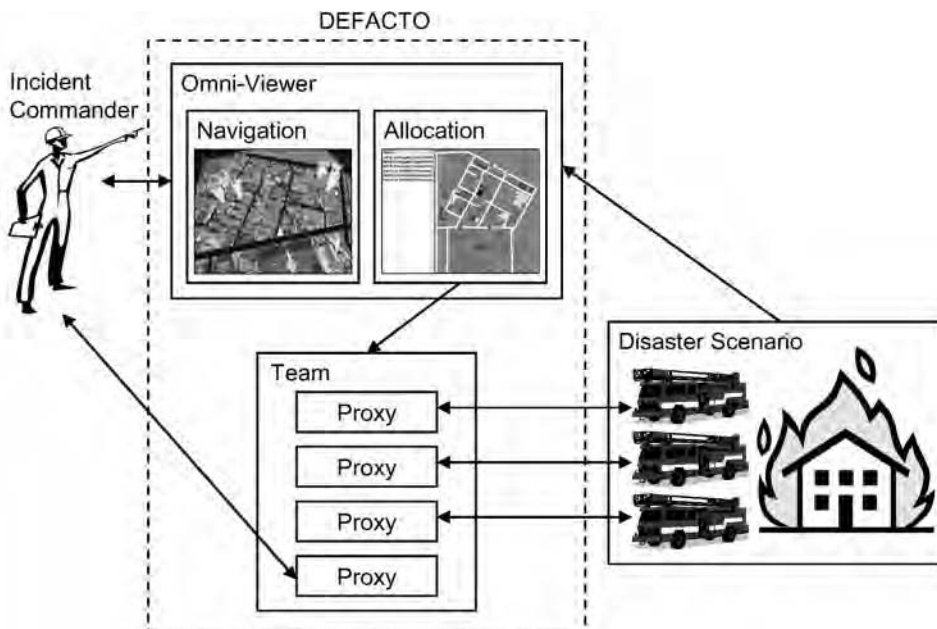 DEFACTO
Incident
Commander
Omni-Viewer
Navigation
Allocation
Team
Proxy
Proxy
Proxy
Proxy
Disaster Scenario